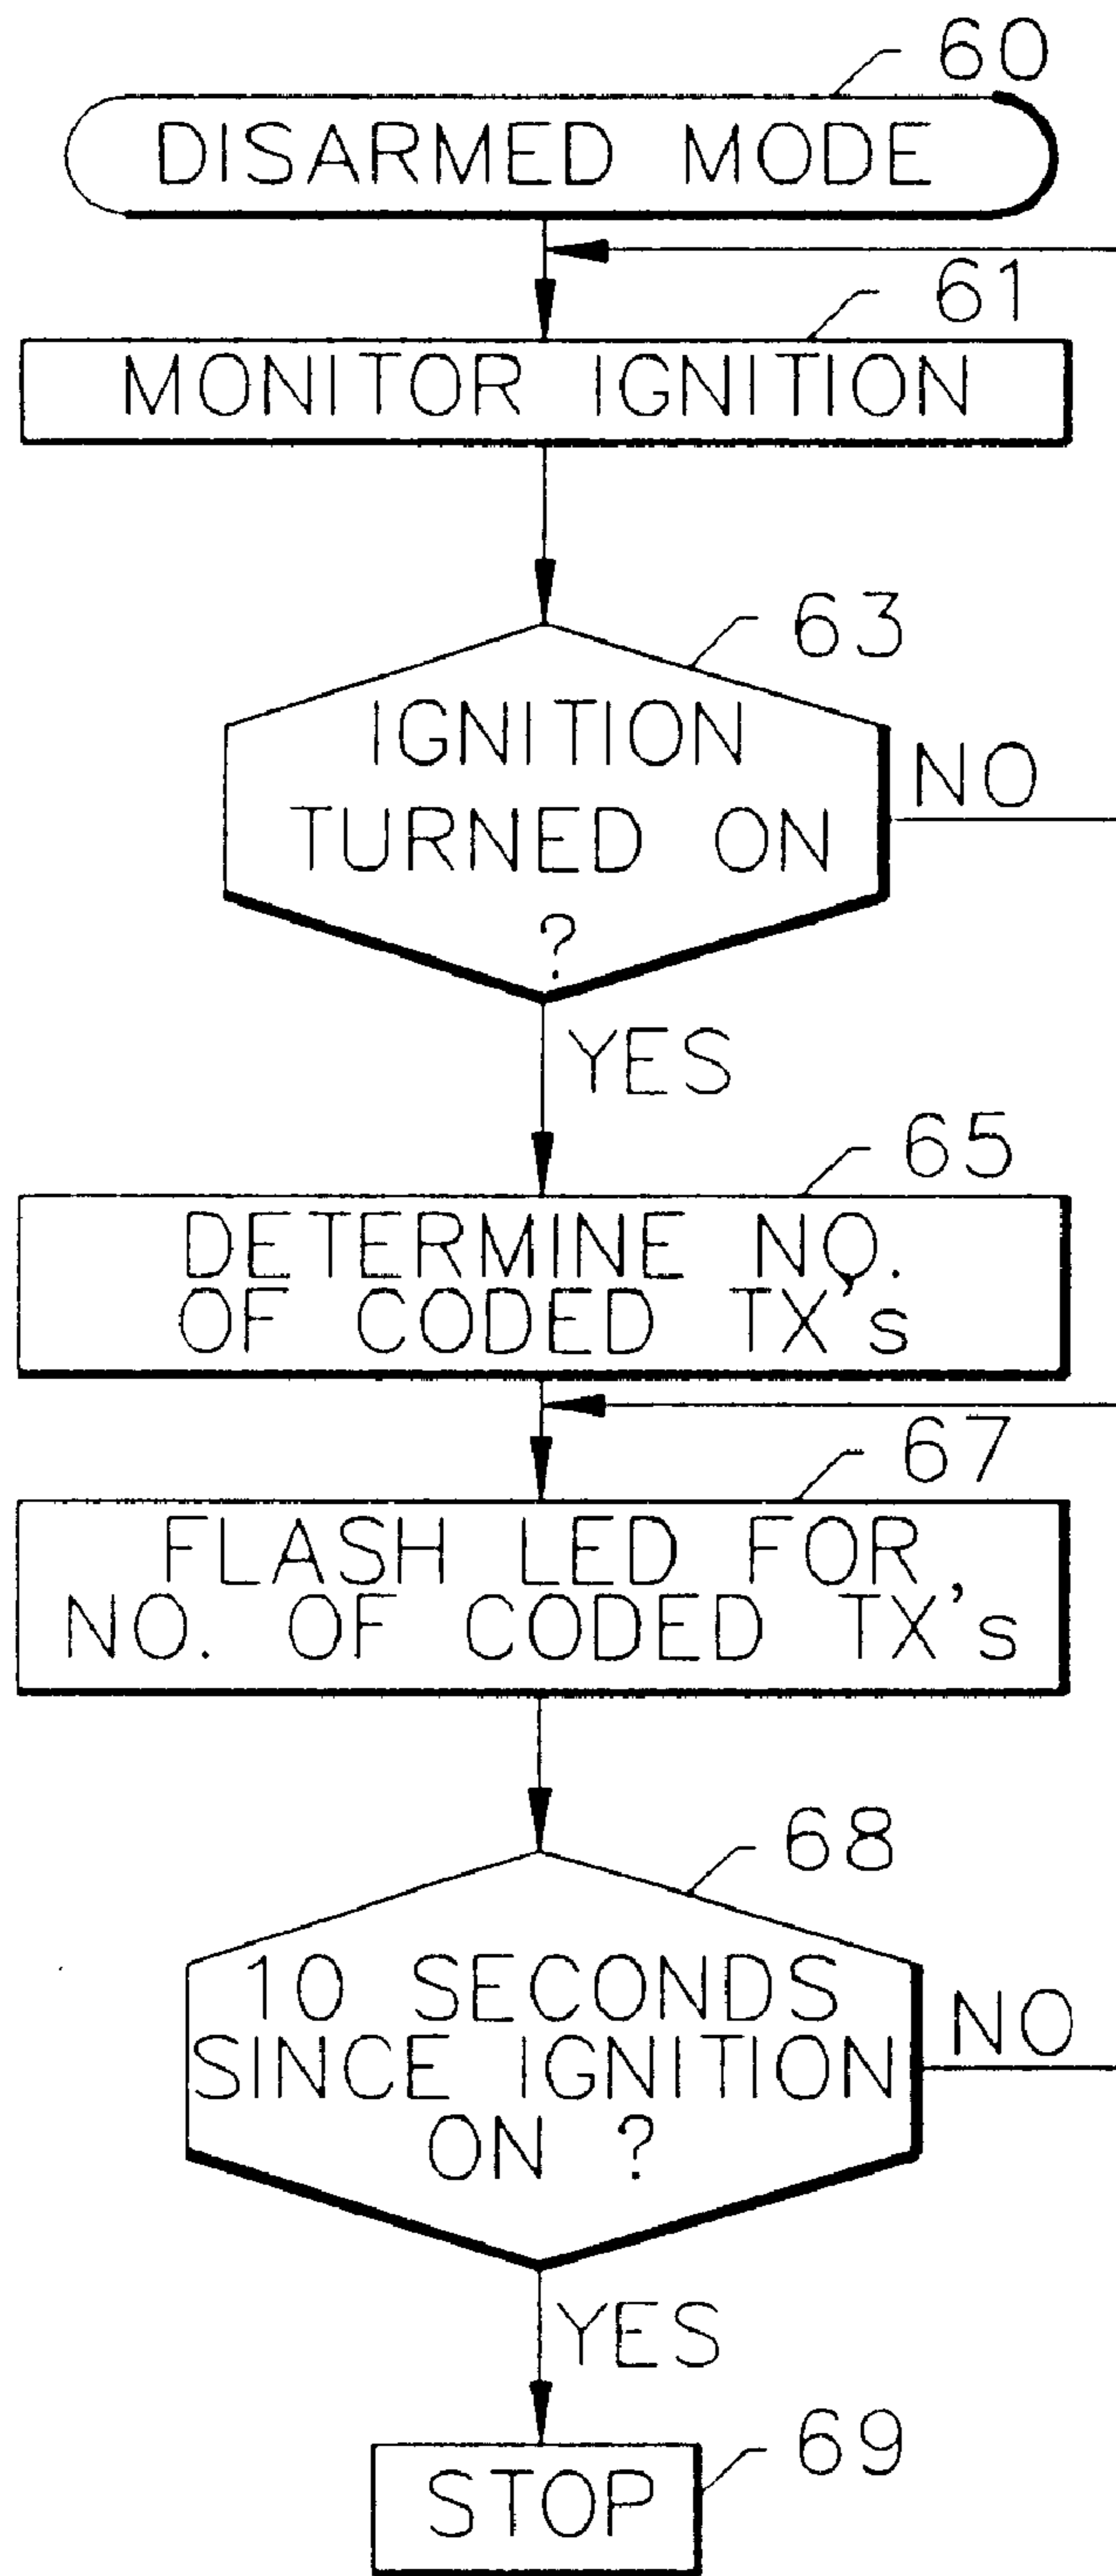 60
DISARMED MODE
61
MONITOR IGNITION
63
IGNITION
TURNED ON
?
NO
YES
65
DETERMINE NO.
OF CODED TX's
67
FLASH LED FOR
NO. OF CODED TX's
68
10 SECONDS
SINCE IGNITION
ON ?
NO
YES
69
STOP